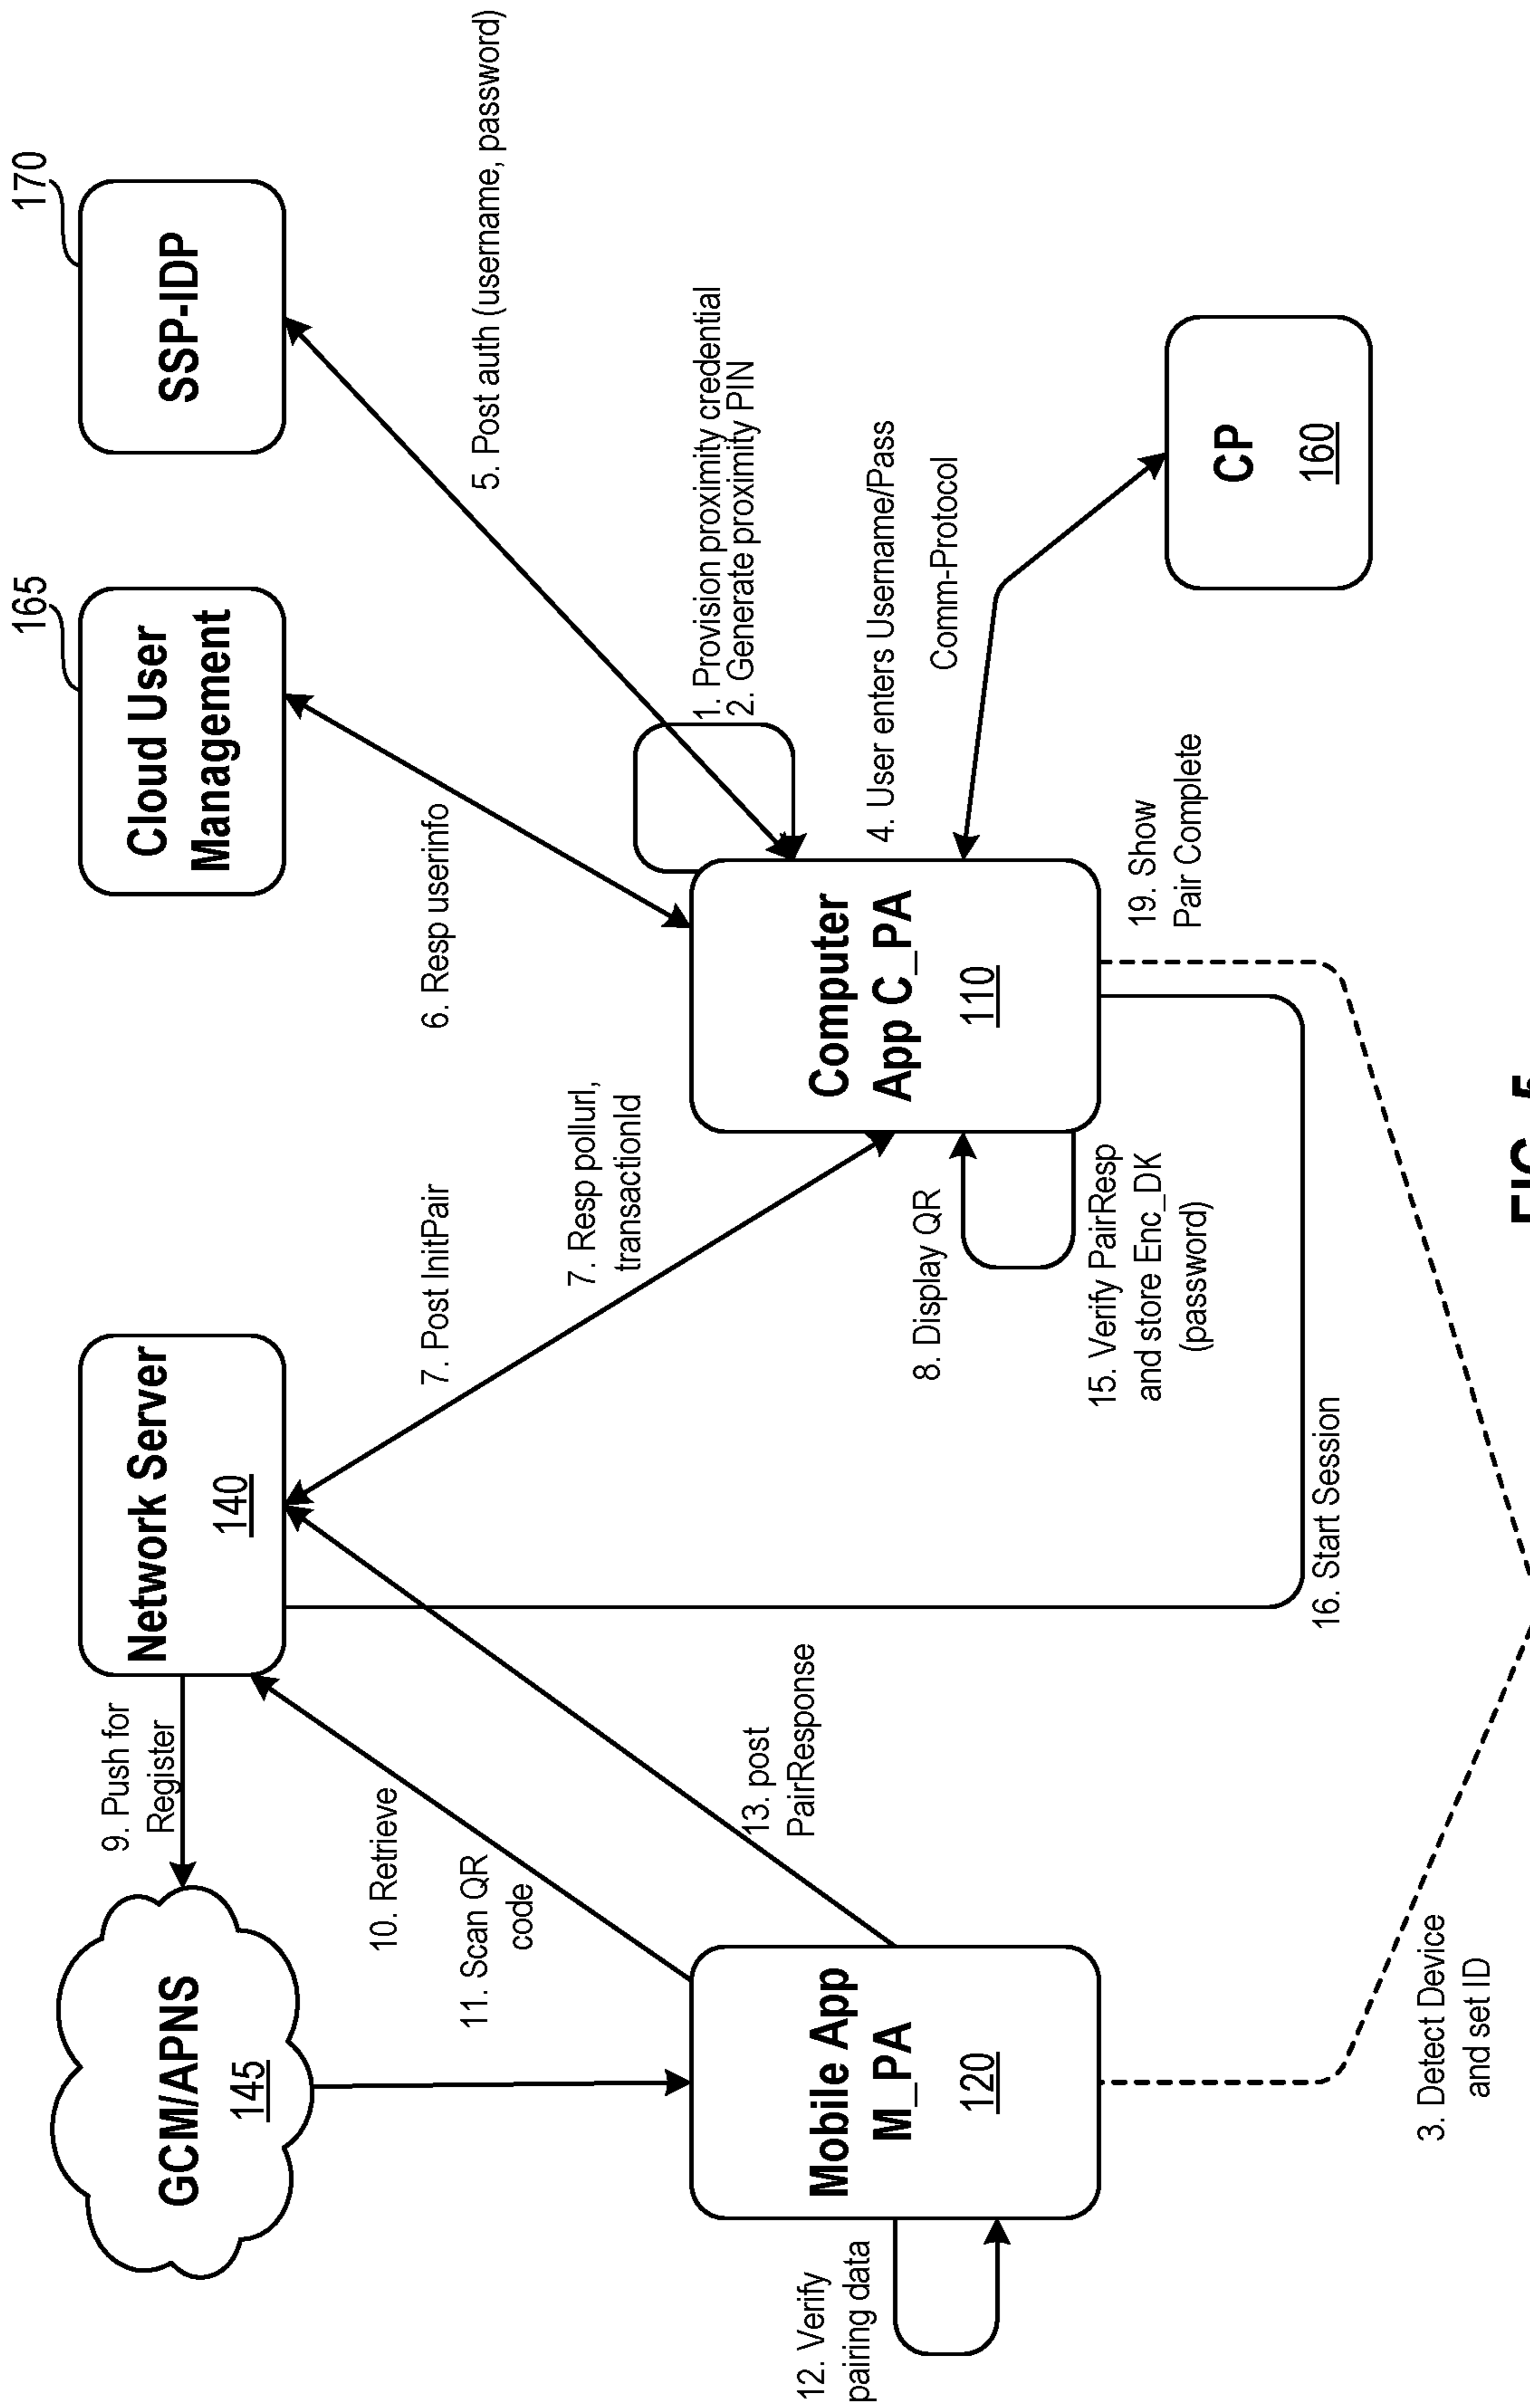 GCM/APNS
145
9. Push for
Register
Network Server
140
Cloud User
Management
165
SSP-IDP
170
10. Retrieve
11. Scan QR
code
13. post
PairResponse
7. Post InitPair
7. Resp pollurl,
transactionId
6. Resp userinfo
5. Post auth (username, password)
1. Provision proximity credential
2. Generate proximity PIN
12. Verify
pairing data
Mobile App
M_PA
120
8. Display QR
15. Verify PairResp
and store Enc_DK
(password)
Computer
App C_PA
110
4. User enters Username/Pass
Comm-Protocol
CP
160
19. Show
Pair Complete
16. Start Session
3. Detect Device
and set ID